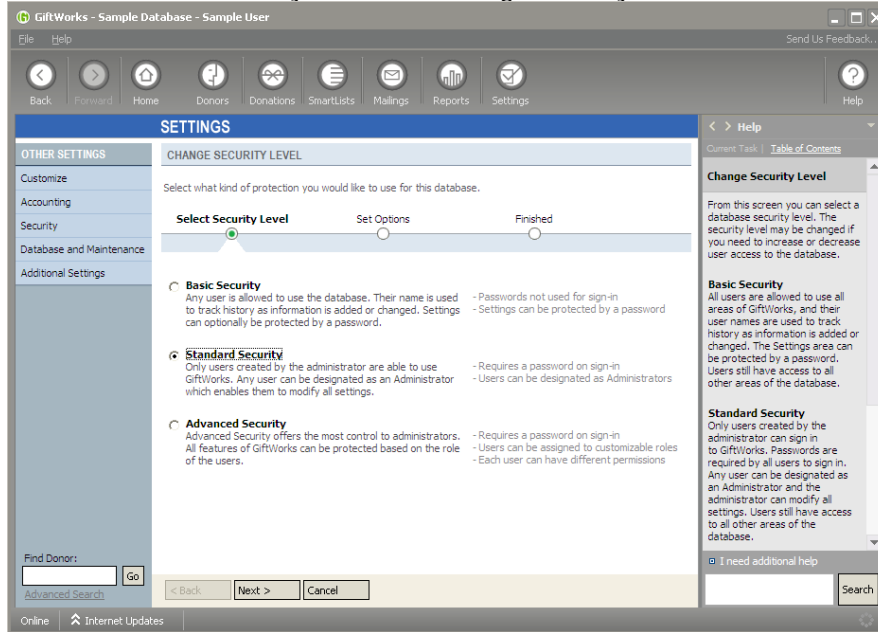 GiftWorks - Sample Database - Sample User
File Help
Send Us Feedback...
Back
Forward
Home
Donors
Donations
SmartLists
Mailings
Reports
Settings
Help
SETTINGS
OTHER SETTINGS
Customize
Accounting
Security
Database and Maintenance
Additional Settings
Find Donor:
Go
Advanced Search
CHANGE SECURITY LEVEL
Select what kind of protection you would like to use for this database.
Select Security Level
Set Options
Finished
Basic Security
Any user is allowed to use the database. Their name is used
to track history as information is added or changed. Settings
can optionally be protected by a password.
- Passwords not used for sign-in
- Settings can be protected by a password
Standard Security
Only users created by the administrator are able to use
GiftWorks. Any user can be designated as an Administrator
which enables them to modify all settings.
- Requires a password on sign-in
- Users can be designated as Administrators
Advanced Security
Advanced Security offers the most control to administrators.
All features of GiftWorks can be protected based on the role
of the users.
- Requires a password on sign-in
- Users can be assigned to customizable roles
- Each user can have different permissions
< Back
Next >
Cancel
< > Help
Current Task | Table of Contents
Change Security Level
From this screen you can select a
database security level. The
security level may be changed if
you need to increase or decrease
user access to the database.
Basic Security
All users are allowed to use all
areas of GiftWorks, and their
user names are used to track
history as information is added or
changed. The Settings area can
be protected by a password.
Users still have access to all
other areas of the database.
Standard Security
Only users created by the
administrator can sign in
to GiftWorks. Passwords are
required by all users to sign in.
Any user can be designated as
an Administrator and the
administrator can modify all
settings. Users still have access
to all other areas of the
database.
I need additional help
Search
Online
Internet Updates